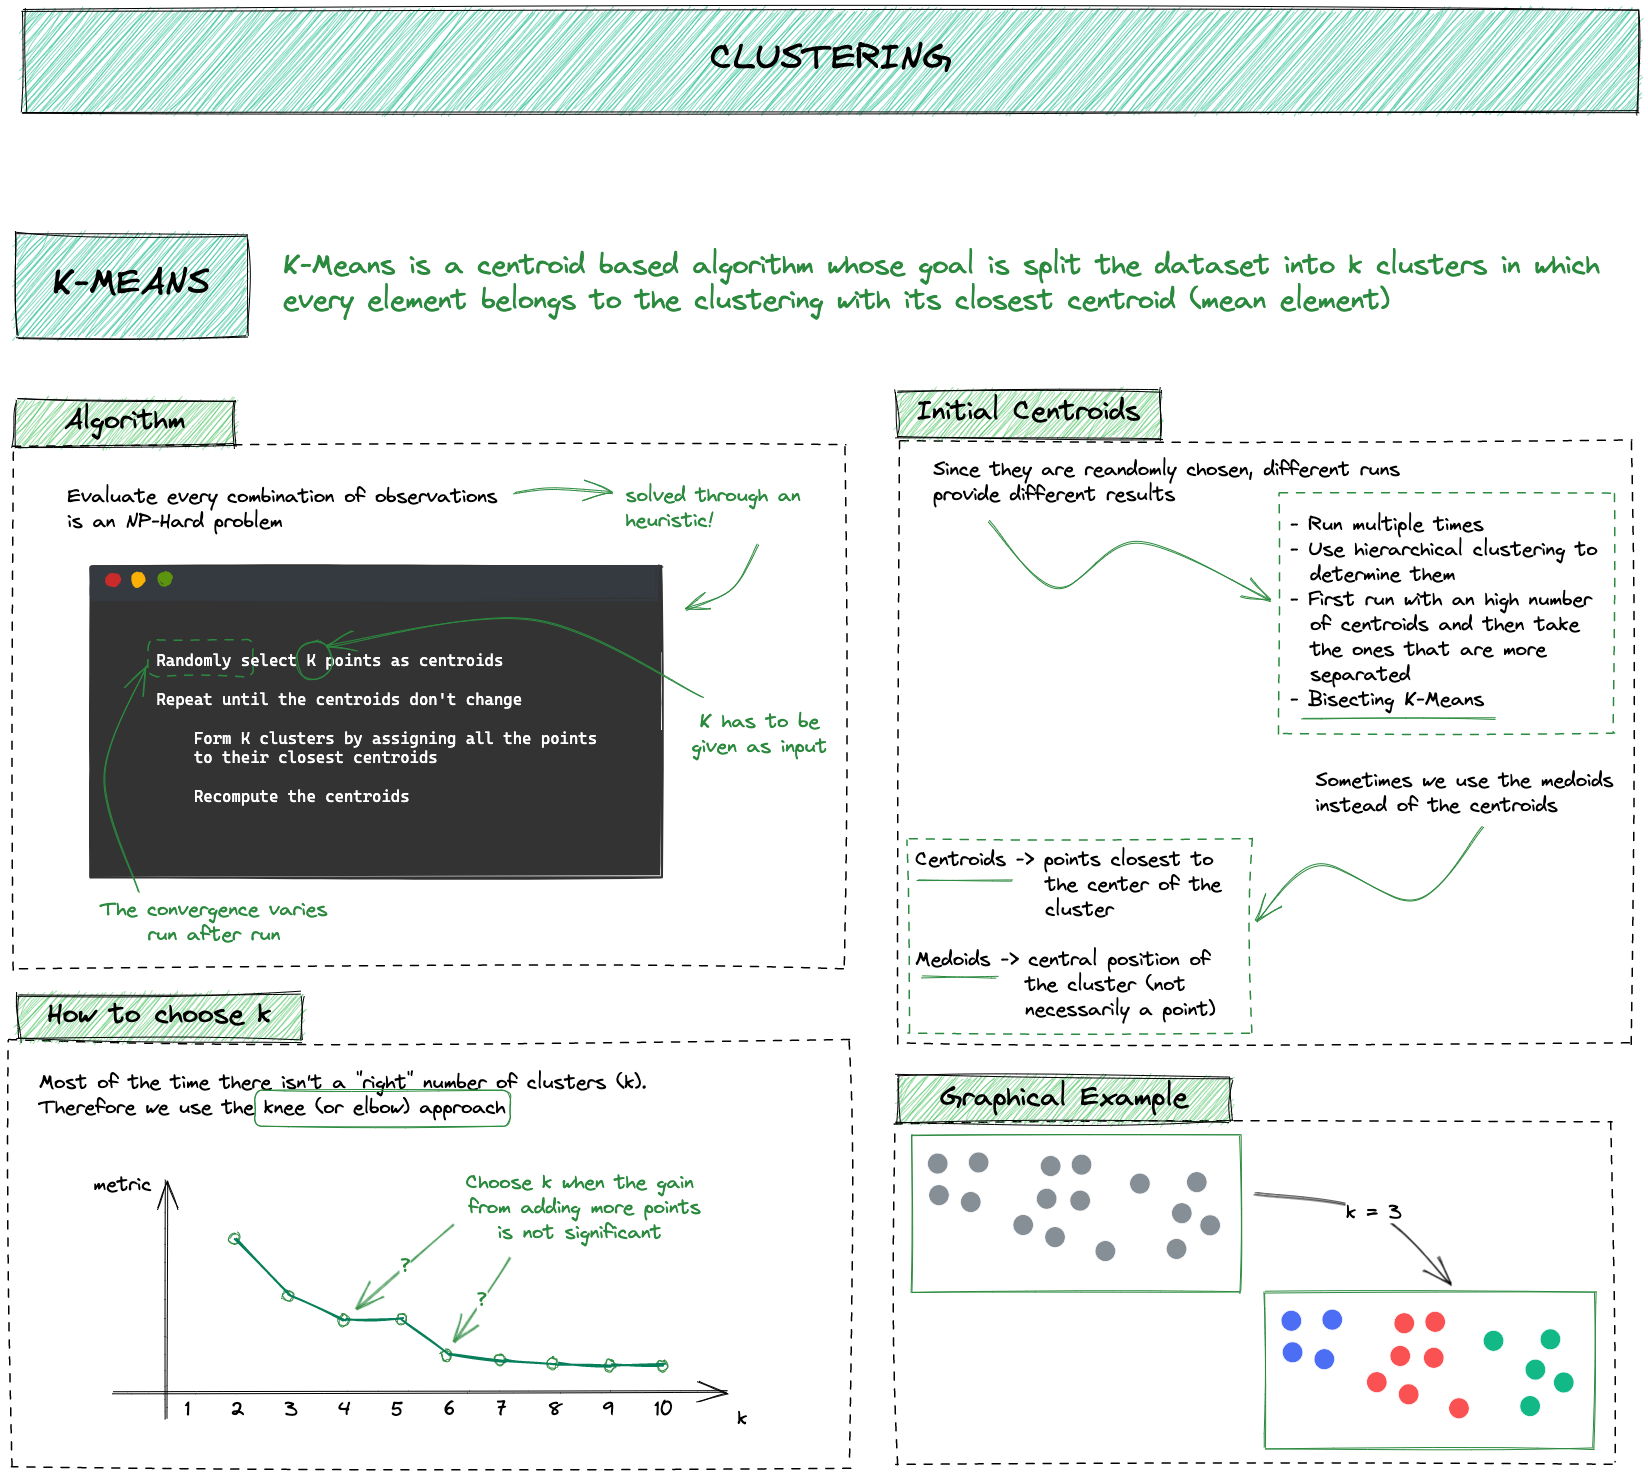 CLUSTERING
K-MEANS
K-Means is a centroid based algorithm whose goal is split the dataset into k clusters in which
every element belongs to the clustering with its closest centroid (mean element)
Algorithm
Evaluate every combination of observations
is an NP-Hard problem
solved through an
heuristic!
Randomly select K points as centroids
Repeat until the centroids don't change
Form K clusters by assigning all the points
to their closest centroids
Recompute the centroids
K has to be
given as input
The convergence varies
run after run
Initial Centroids
Since they are reandomly chosen, different runs
provide different results
- Run multiple times
- Use hierarchical clustering to
determine them
- First run with an high number
of centroids and then take
the ones that are more
separated
- Bisecting K-Means
Sometimes we use the medoids
instead of the centroids
Centroids -> points closest to
the center of the
cluster
Medoids -> central position of
the cluster (not
necessarily a point)
How to choose k
Most of the time there isn't a "right" number of clusters (k).
Therefore we use the knee (or elbow) approach
metric
Choose k when the gain
from adding more points
is not significant
?
?
1 2 3 4 5 6 7 8 9 10
k
Graphical Example
k = 3